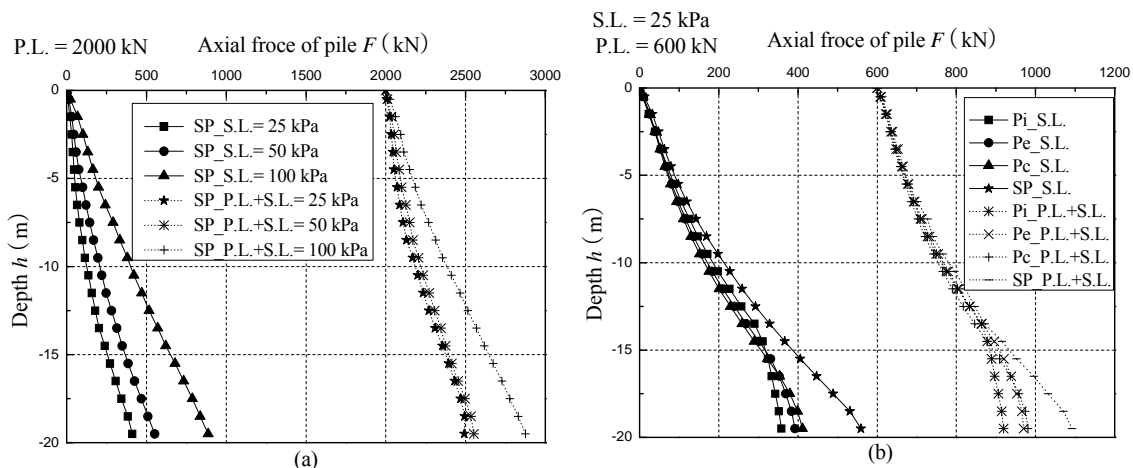 P.L. = 2000 kN
Axial froce of pile F ( kN)
0 500 1000 1500 2000 2500 3000
0
-5
-10
-15
-20
Depth h ( m)
SP_S.L.= 25 kPa
SP_S.L.= 50 kPa
SP_S.L.= 100 kPa
SP_P.L.+S.L.= 25 kPa
SP_P.L.+S.L.= 50 kPa
SP_P.L.+S.L.= 100 kPa
(a)
S.L. = 25 kPa
P.L. = 600 kN
Axial froce of pile F ( kN)
0 200 400 600 800 1000 1200
0
-5
-10
-15
-20
Depth h ( m)
Pi_S.L.
Pe_S.L.
Pc_S.L.
SP_S.L.
Pi_P.L.+S.L.
Pe_P.L.+S.L.
Pc_P.L.+S.L.
SP_P.L.+S.L.
(b)